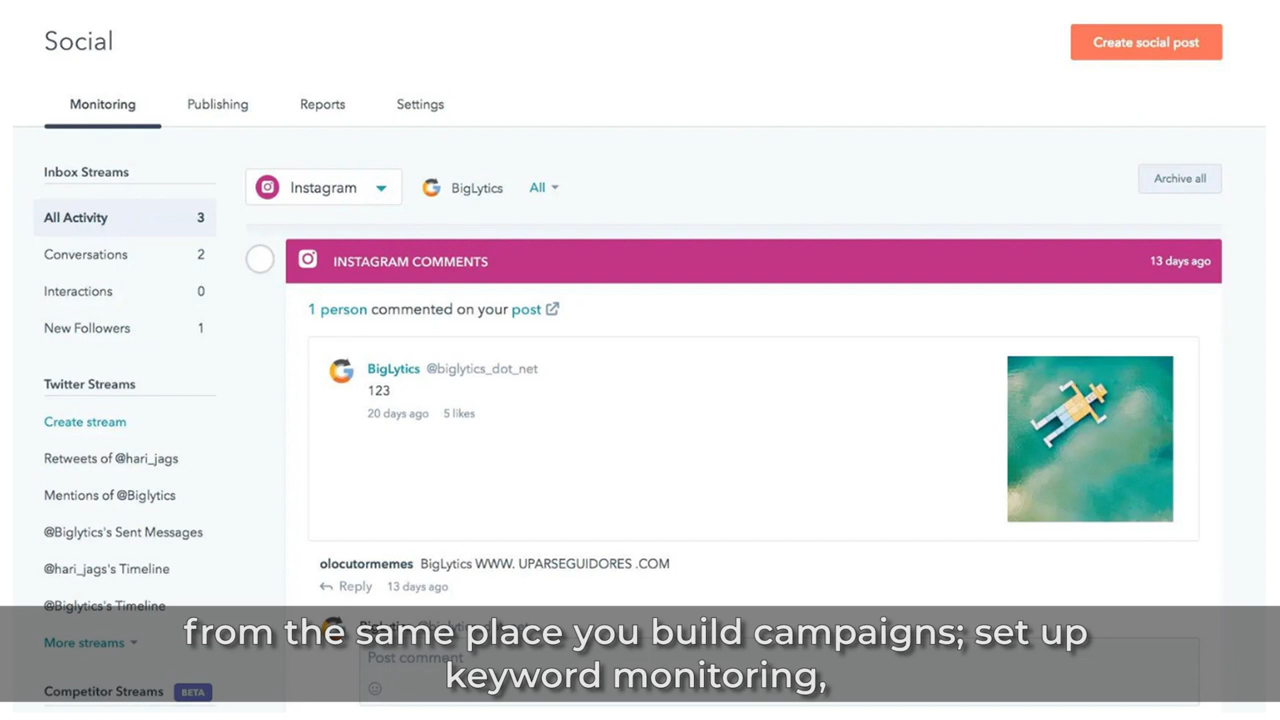 Social
Create social post
Monitoring
Publishing
Reports
Settings
Inbox Streams
All Activity 3
Conversations 2
Interactions 0
New Followers 1
Twitter Streams
Create stream
Retweets of @hari_jags
Mentions of @Biglytics
@Biglytics's Sent Messages
@hari_jags's Timeline
@Biglytics's Timeline
More streams
Competitor Streams BETA
Instagram
BigLytics
All
Archive all
INSTAGRAM COMMENTS
13 days ago
1 person commented on your post
BigLytics @biglytics_dot_net
123
20 days ago 5 likes
olocutormemes BigLytics WWW. UPARSEGUIDORES .COM
Reply 13 days ago
Post comment
from the same place you build campaigns; set up
keyword monitoring,